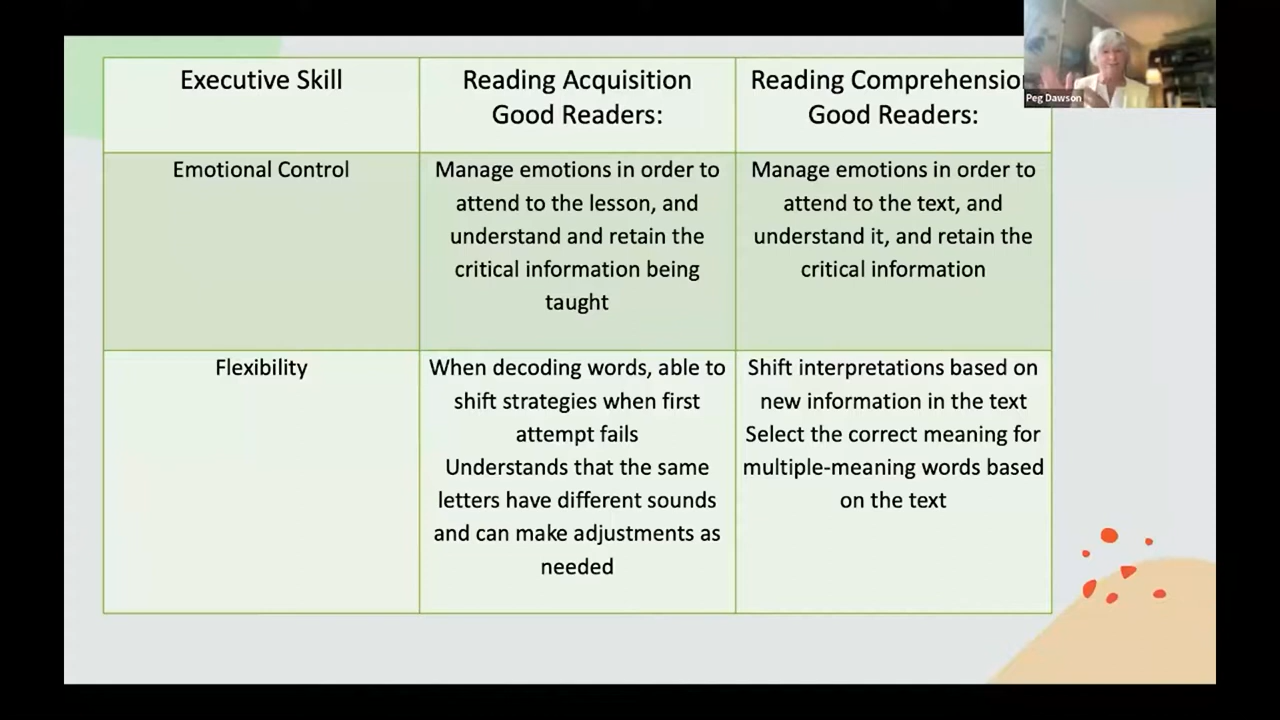 Executive Skill
Reading Acquisition
Good Readers:
Reading Comprehensio
Good Readers:
Emotional Control
Manage emotions in order to
attend to the lesson, and
understand and retain the
critical information being
taught
Manage emotions in order to
attend to the text, and
understand it, and retain the
critical information
Flexibility
When decoding words, able to
shift strategies when first
attempt fails
Understands that the same
letters have different sounds
and can make adjustments as
needed
Shift interpretations based on
new information in the text
Select the correct meaning for
multiple-meaning words based
on the text
Peg Dawson